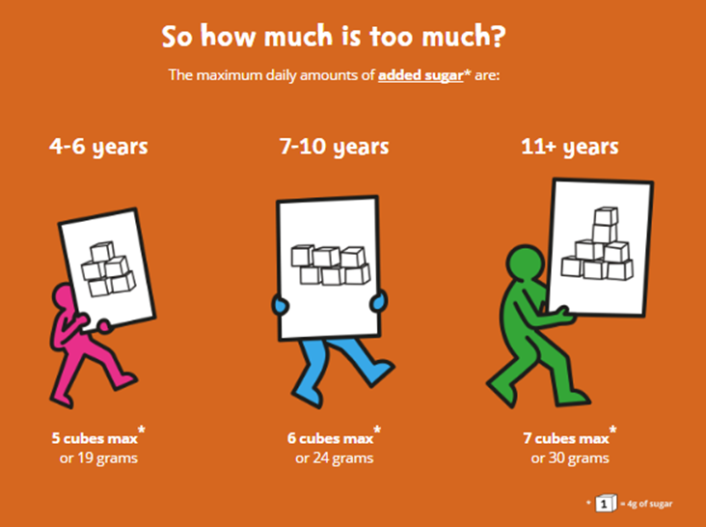 So how much is too much?
The maximum daily amounts of added sugar* are:
4-6 years
7-10 years
11+ years
5 cubes max*
or 19 grams
6 cubes max*
or 24 grams
7 cubes max*
or 30 grams
* 1 = 4g of sugar